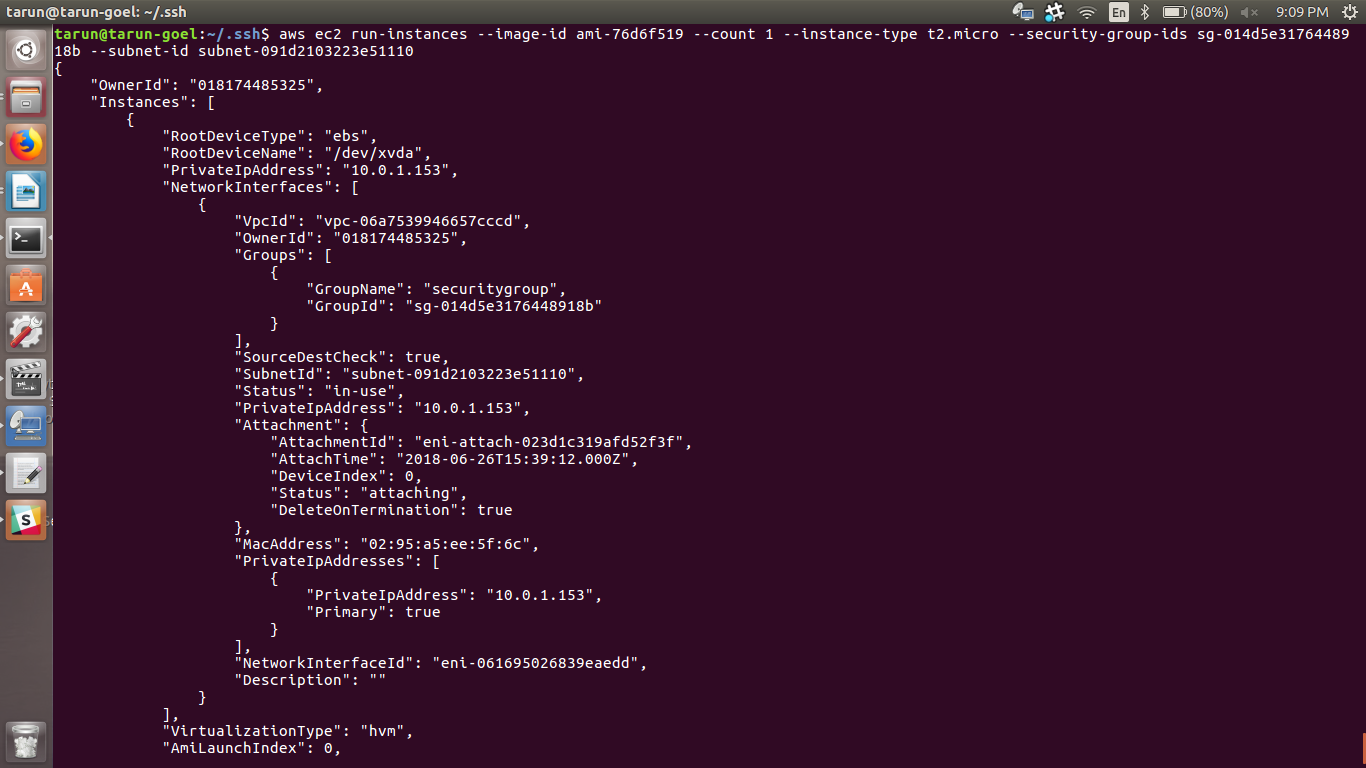 tarun@tarun-goel: ~/.ssh
En
(80%)
9:09 PM
tarun@tarun-goel:~/.ssh$ aws ec2 run-instances --image-id ami-76d6f519 --count 1 --instance-type t2.micro --security-group-ids sg-014d5e31764489
18b --subnet-id subnet-091d2103223e51110
{
    "OwnerId": "018174485325",
    "Instances": [
        {
            "RootDeviceType": "ebs",
            "RootDeviceName": "/dev/xvda",
            "PrivateIpAddress": "10.0.1.153",
            "NetworkInterfaces": [
                {
                    "VpcId": "vpc-06a7539946657cccd",
                    "OwnerId": "018174485325",
                    "Groups": [
                        {
                            "GroupName": "securitygroup",
                            "GroupId": "sg-014d5e3176448918b"
                        }
                    ],
                    "SourceDestCheck": true,
                    "SubnetId": "subnet-091d2103223e51110",
                    "Status": "in-use",
                    "PrivateIpAddress": "10.0.1.153",
                    "Attachment": {
                        "AttachmentId": "eni-attach-023d1c319afd52f3f",
                        "AttachTime": "2018-06-26T15:39:12.000Z",
                        "DeviceIndex": 0,
                        "Status": "attaching",
                        "DeleteOnTermination": true
                    },
                    "MacAddress": "02:95:a5:ee:5f:6c",
                    "PrivateIpAddresses": [
                        {
                            "PrivateIpAddress": "10.0.1.153",
                            "Primary": true
                        }
                    ],
                    "NetworkInterfaceId": "eni-061695026839eaedd",
                    "Description": ""
                }
            ],
            "VirtualizationType": "hvm",
            "AmiLaunchIndex": 0,